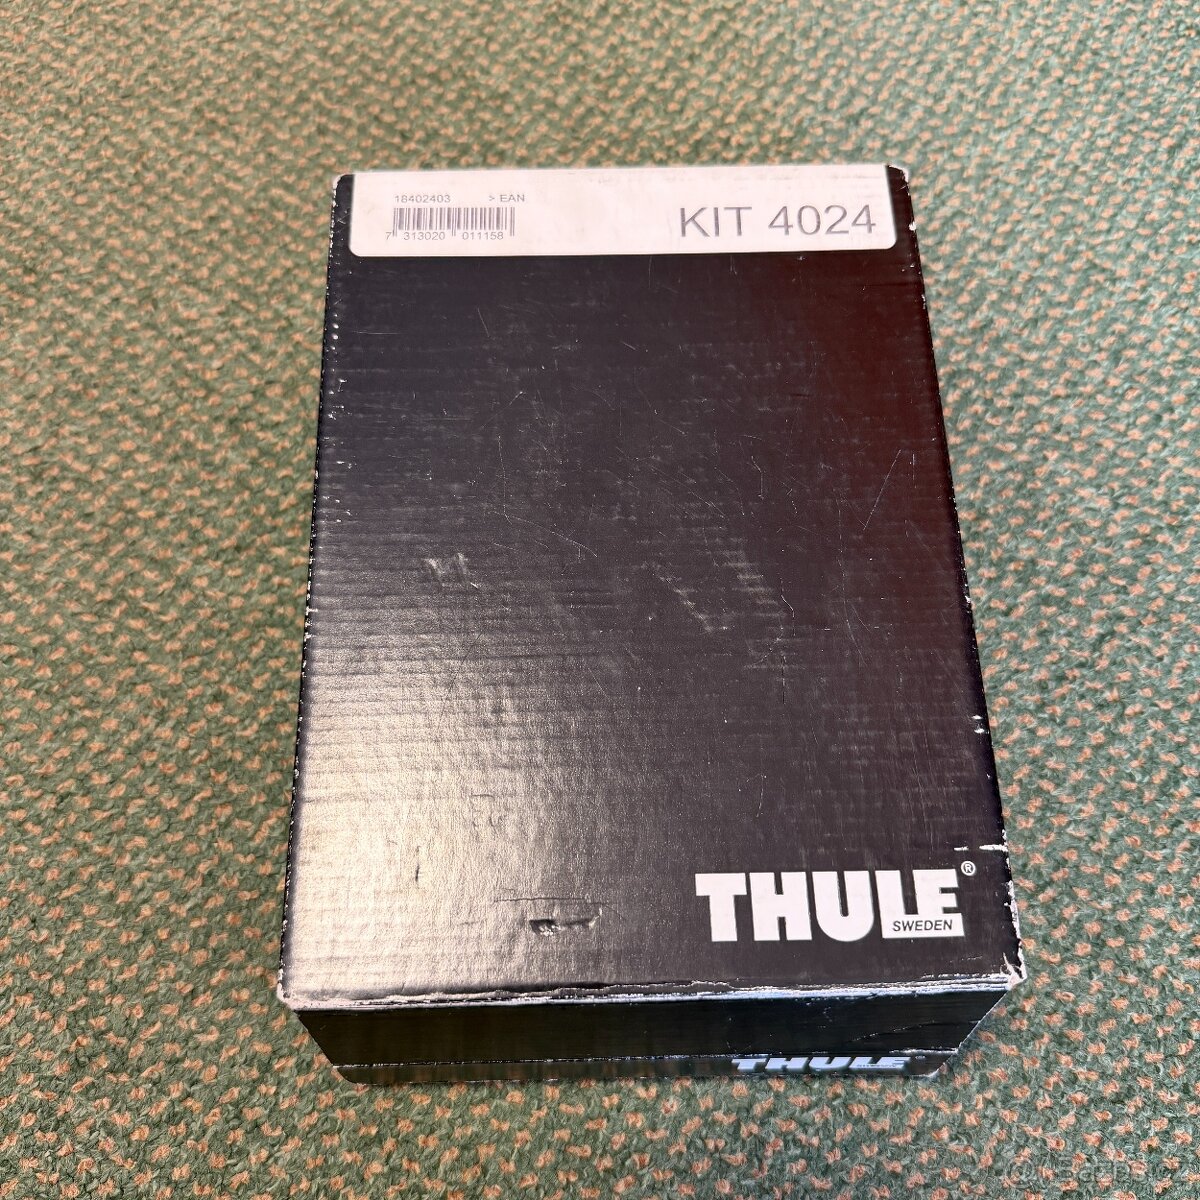 18402403 > EAN
7 313020 011158
KIT 4024
THULE®
SWEDEN
THULE